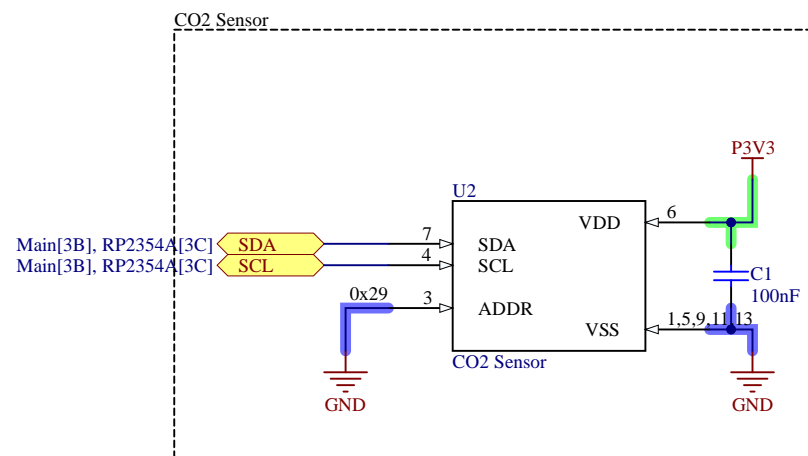 CO2 Sensor
P3V3
U2
VDD
6
Main[3B], RP2354A[3C]
SDA
7
SDA
Main[3B], RP2354A[3C]
SCL
4
SCL
C1
100nF
0x29
3
ADDR
VSS
1,5,9,11,13
CO2 Sensor
GND
GND